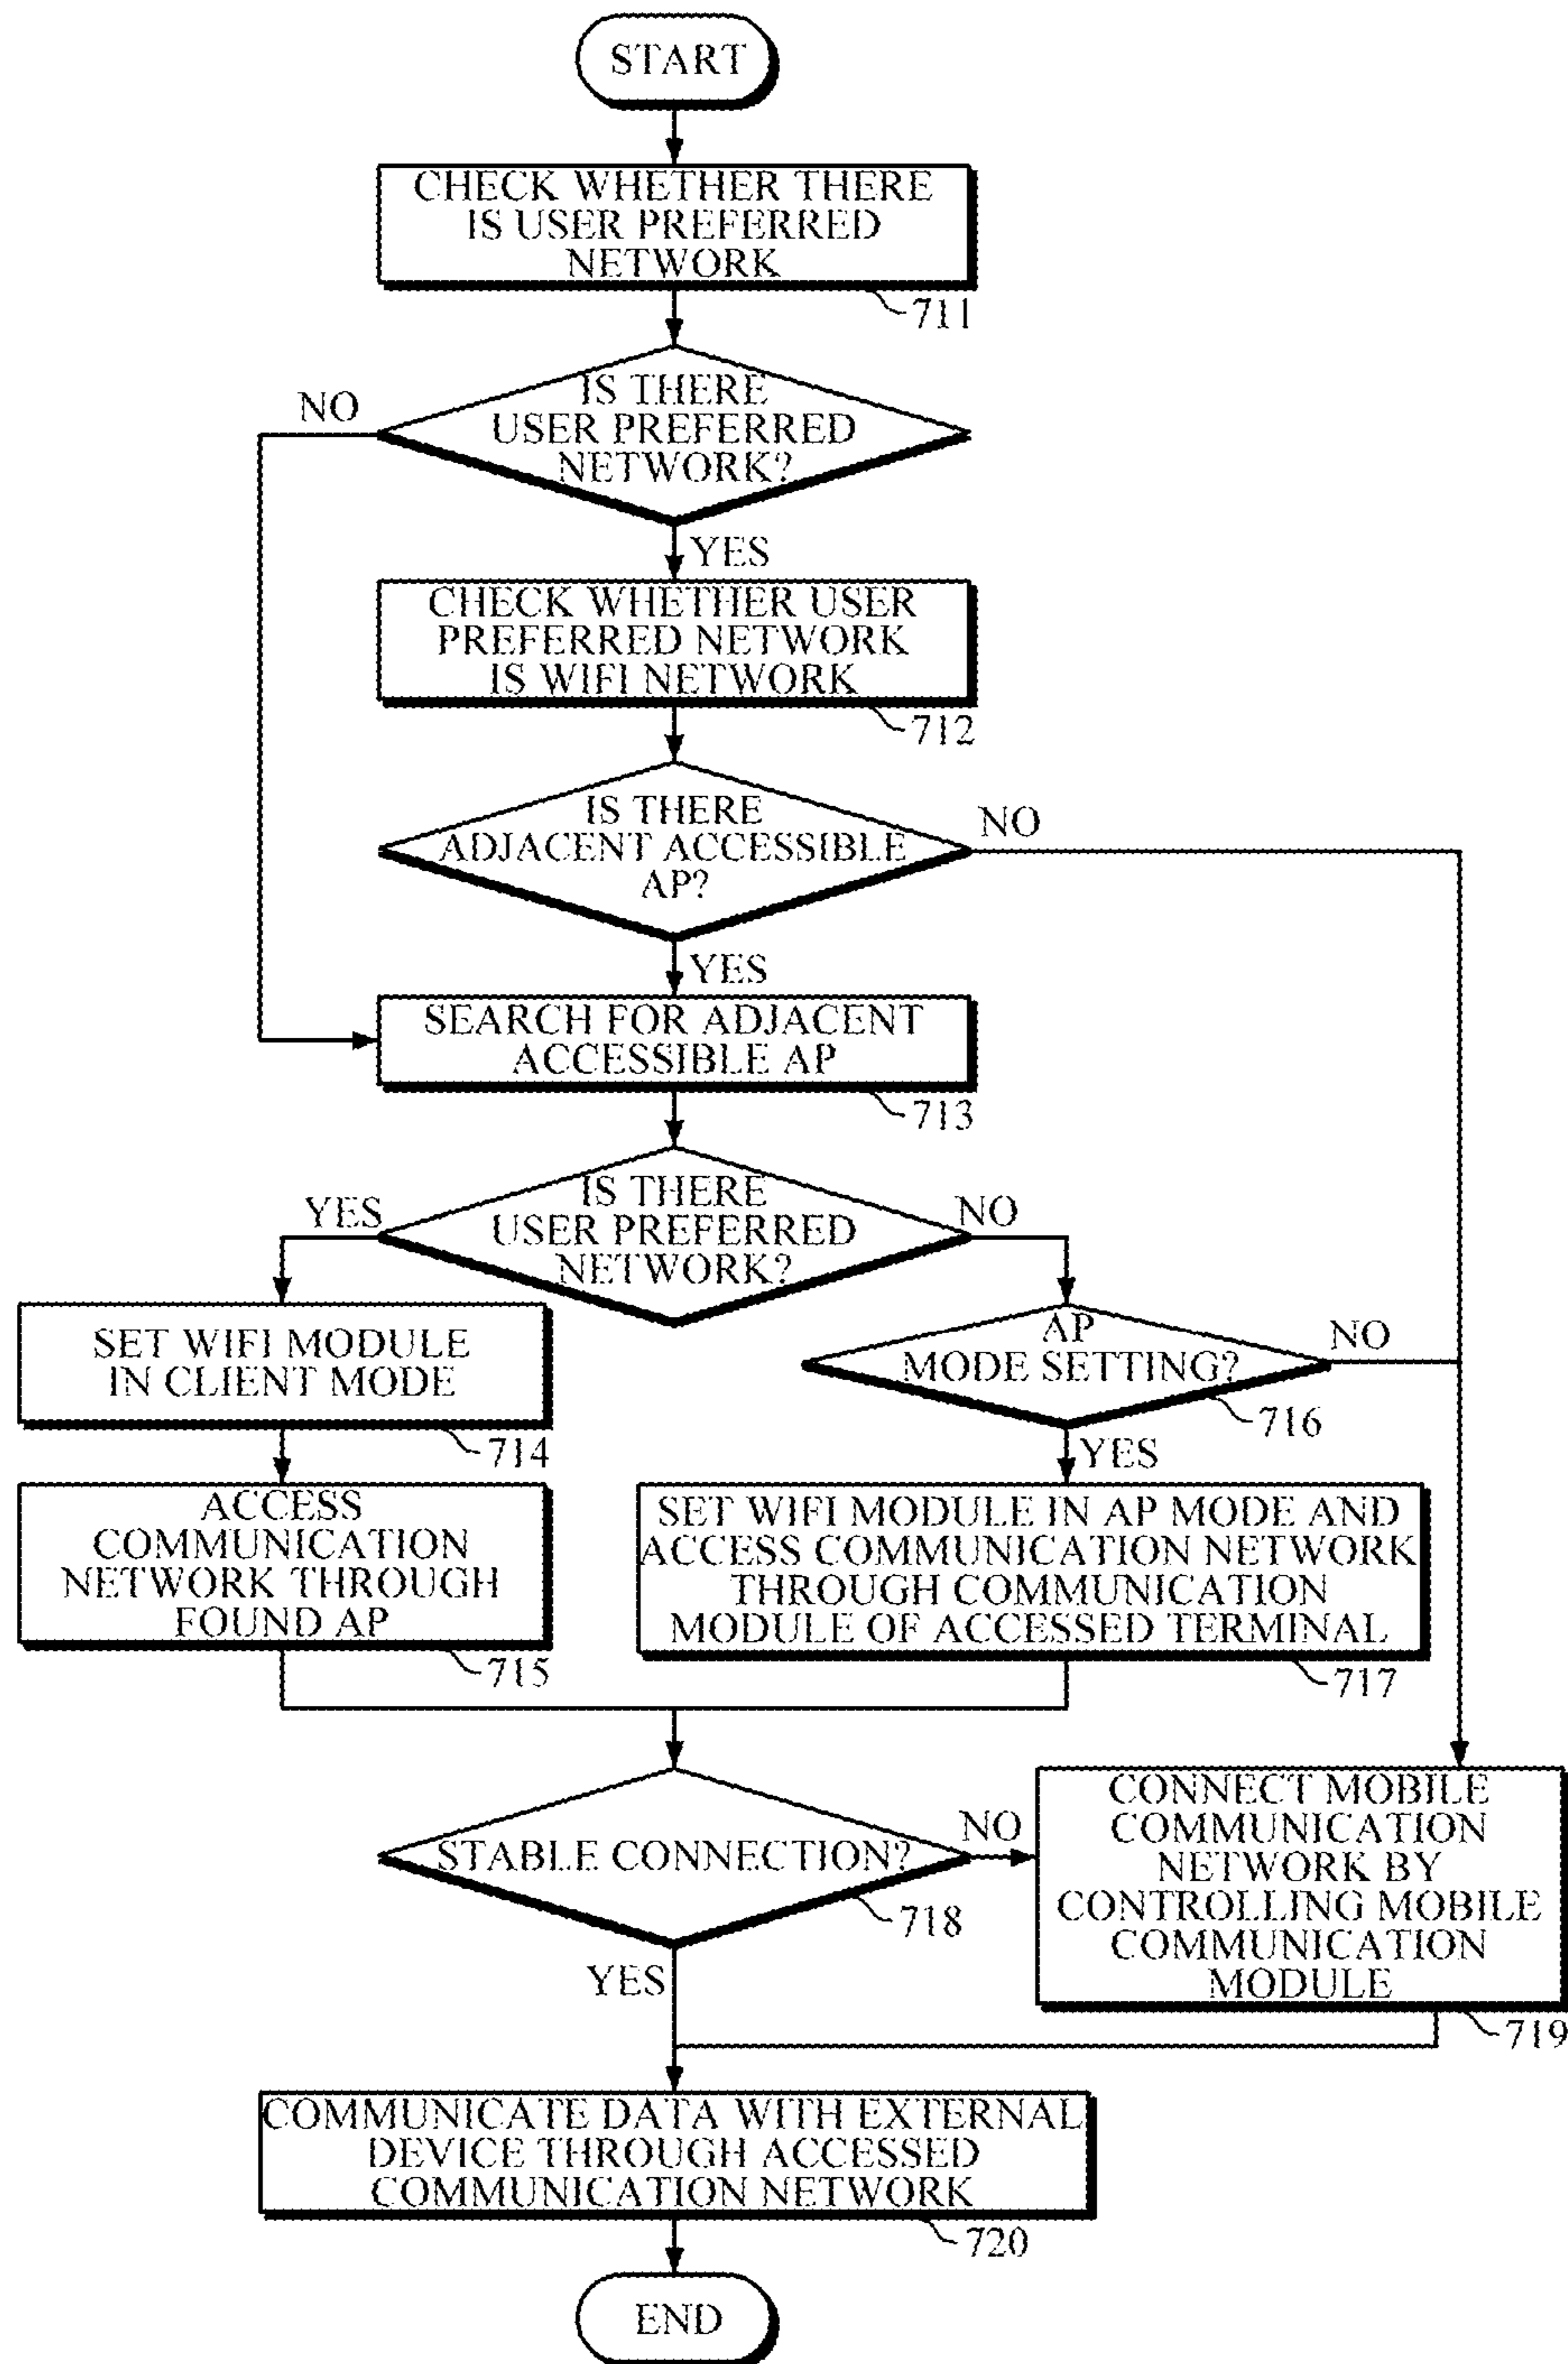 START
CHECK WHETHER THERE
IS USER PREFERRED
NETWORK
711
IS THERE
USER PREFERRED
NETWORK?
NO
YES
CHECK WHETHER USER
PREFERRED NETWORK
IS WIFI NETWORK
712
IS THERE
ADJACENT ACCESSIBLE
AP?
NO
YES
SEARCH FOR ADJACENT
ACCESSIBLE AP
713
IS THERE
USER PREFERRED
NETWORK?
YES
NO
SET WIFI MODULE
IN CLIENT MODE
714
AP
MODE SETTING?
NO
716
YES
ACCESS
COMMUNICATION
NETWORK THROUGH
FOUND AP
715
SET WIFI MODULE IN AP MODE AND
ACCESS COMMUNICATION NETWORK
THROUGH COMMUNICATION
MODULE OF ACCESSED TERMINAL
717
STABLE CONNECTION?
NO
718
YES
CONNECT MOBILE
COMMUNICATION
NETWORK BY
CONTROLLING MOBILE
COMMUNICATION
MODULE
719
COMMUNICATE DATA WITH EXTERNAL
DEVICE THROUGH ACCESSED
COMMUNICATION NETWORK
720
END